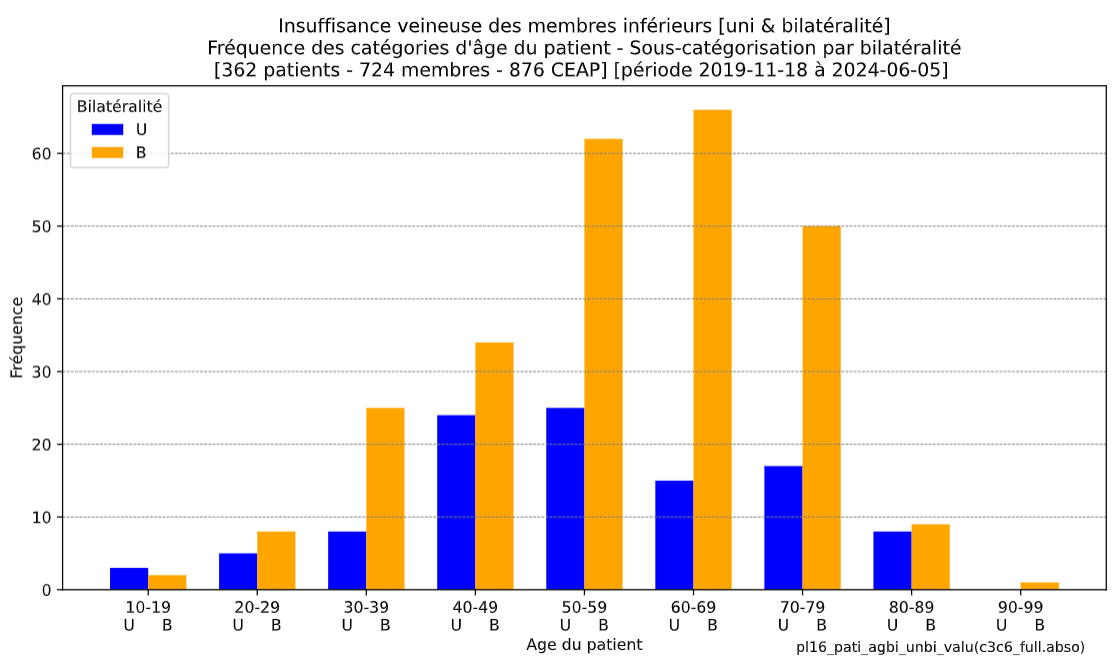 Insuffisance veineuse des membres inférieurs [uni & bilatéralité]
Fréquence des catégories d'âge du patient - Sous-catégorisation par bilatéralité
[362 patients - 724 membres - 876 CEAP] [période 2019-11-18 à 2024-06-05]
Bilatéralité
U
B
Fréquence
60
50
40
30
20
10
0
10-19 20-29 30-39 40-49 50-59 60-69 70-79 80-89 90-99
U B U B U B U B U B U B U B U B U B
Age du patient
pl16_pati_agbi_unbi_valu(c3c6_full.abso)